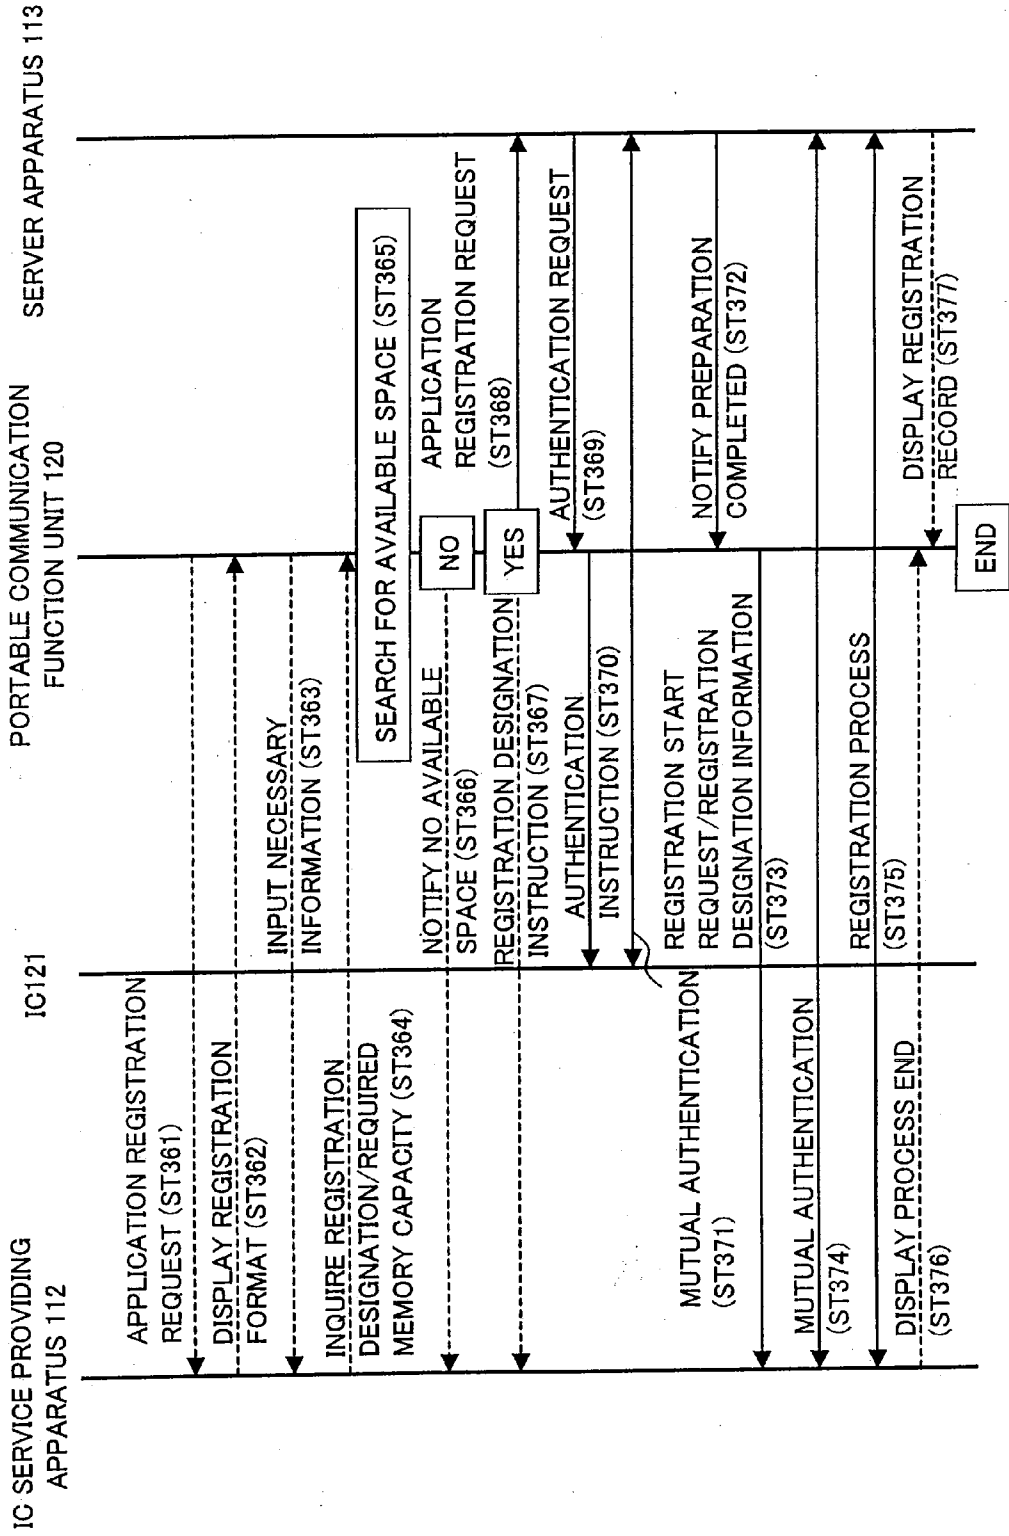 IC SERVICE PROVIDING
APPARATUS 112
IC121
PORTABLE COMMUNICATION
FUNCTION UNIT 120
SERVER APPARATUS 113
APPLICATION REGISTRATION
REQUEST (ST361)
DISPLAY REGISTRATION
FORMAT (ST362)
INPUT NECESSARY
INFORMATION (ST363)
INQUIRE REGISTRATION
DESIGNATION/REQUIRED
MEMORY CAPACITY (ST364)
SEARCH FOR AVAILABLE SPACE (ST365)
NO
NOTIFY NO AVAILABLE
SPACE (ST366)
YES
REGISTRATION DESIGNATION
INSTRUCTION (ST367)
APPLICATION
REGISTRATION REQUEST
(ST368)
AUTHENTICATION REQUEST
(ST369)
AUTHENTICATION
INSTRUCTION (ST370)
MUTUAL AUTHENTICATION
(ST371)
NOTIFY PREPARATION
COMPLETED (ST372)
REGISTRATION START
REQUEST/REGISTRATION
DESIGNATION INFORMATION
(ST373)
MUTUAL AUTHENTICATION
(ST374)
REGISTRATION PROCESS
(ST375)
DISPLAY PROCESS END
(ST376)
DISPLAY REGISTRATION
RECORD (ST377)
END